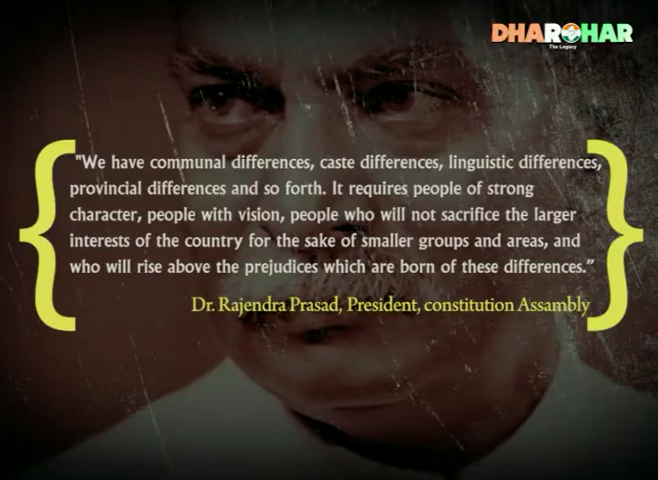 DHAROHAR
The Legacy
"We have communal differences, caste differences, linguistic differences,
provincial differences and so forth. It requires people of strong
character, people with vision, people who will not sacrifice the larger
interests of the country for the sake of smaller groups and areas, and
who will rise above the prejudices which are born of these differences.”
Dr. Rajendra Prasad, President, constitution Assambly